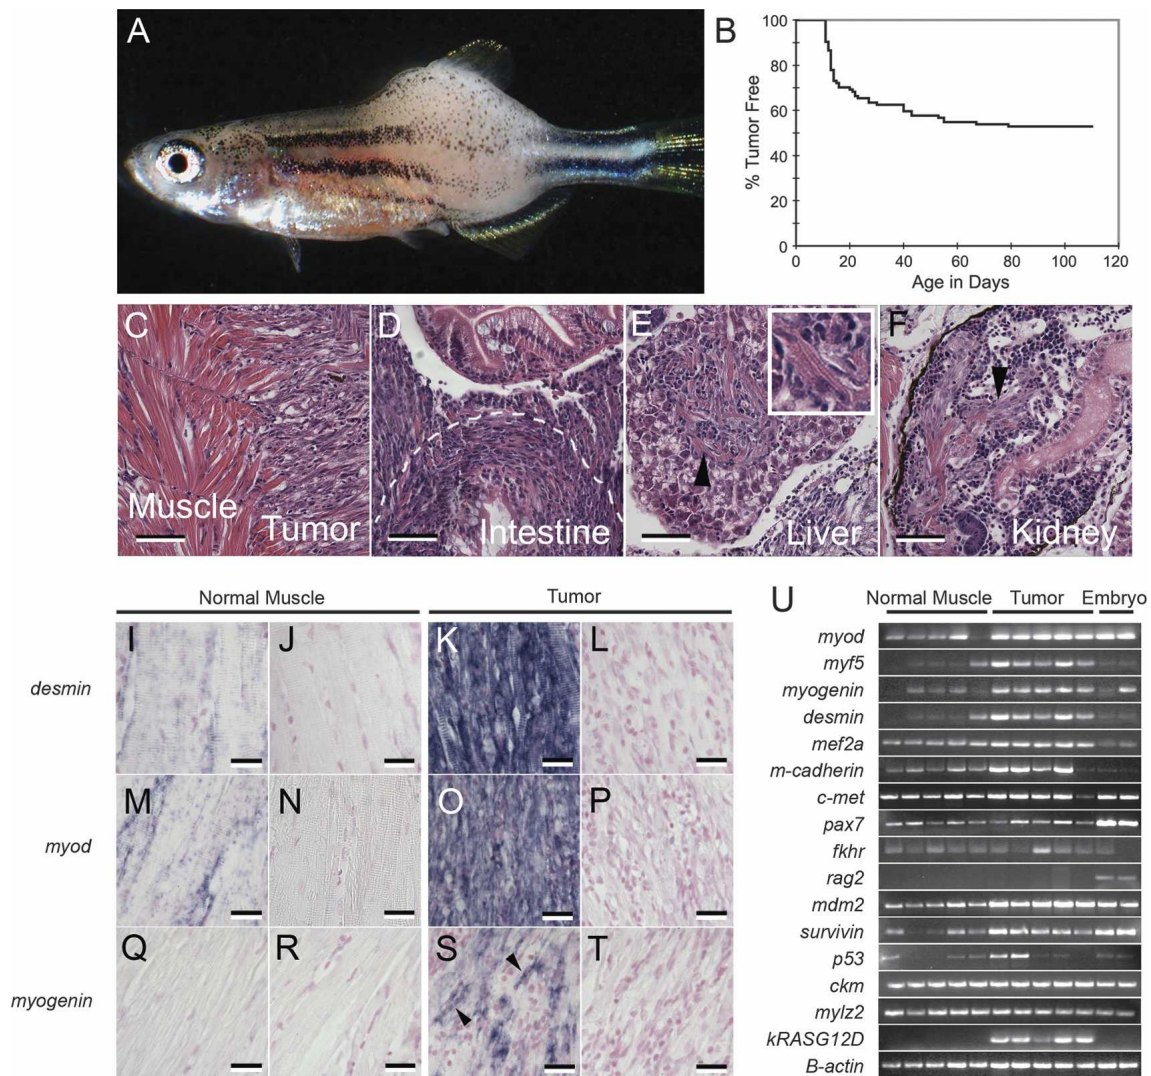 A
B
% Tumor Free
100
80
60
40
20
0
0 20 40 60 80 100 120
Age in Days
C
Muscle
Tumor
D
Intestine
E
Liver
F
Kidney
Normal Muscle
Tumor
I
J
K
L
desmin
M
N
O
P
myod
Q
R
S
T
myogenin
U
Normal Muscle Tumor Embryo
myod
myf5
myogenin
desmin
mef2a
m-cadherin
c-met
pax7
fkhr
rag2
mdm2
survivin
p53
ckm
mylz2
kRASG12D
B-actin